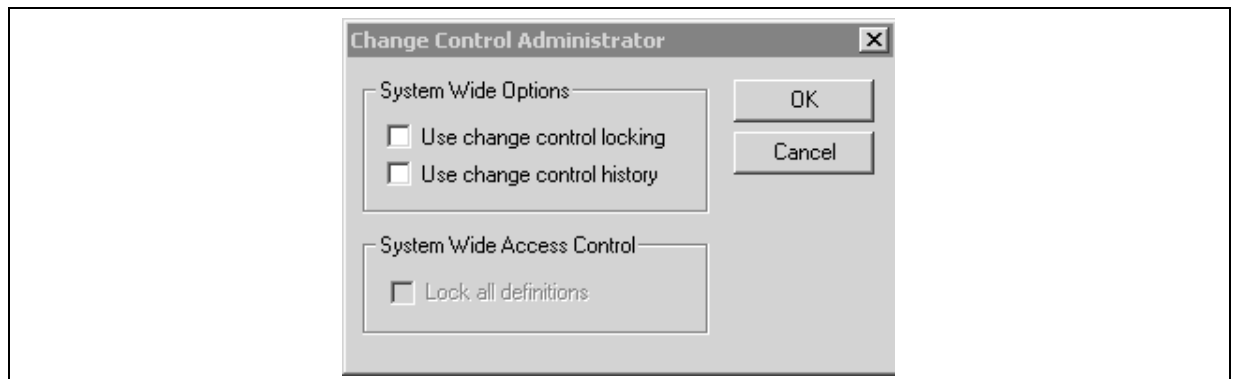 Change Control Administrator
System Wide Options
Use change control locking
Use change control history
OK
Cancel
System Wide Access Control
Lock all definitions